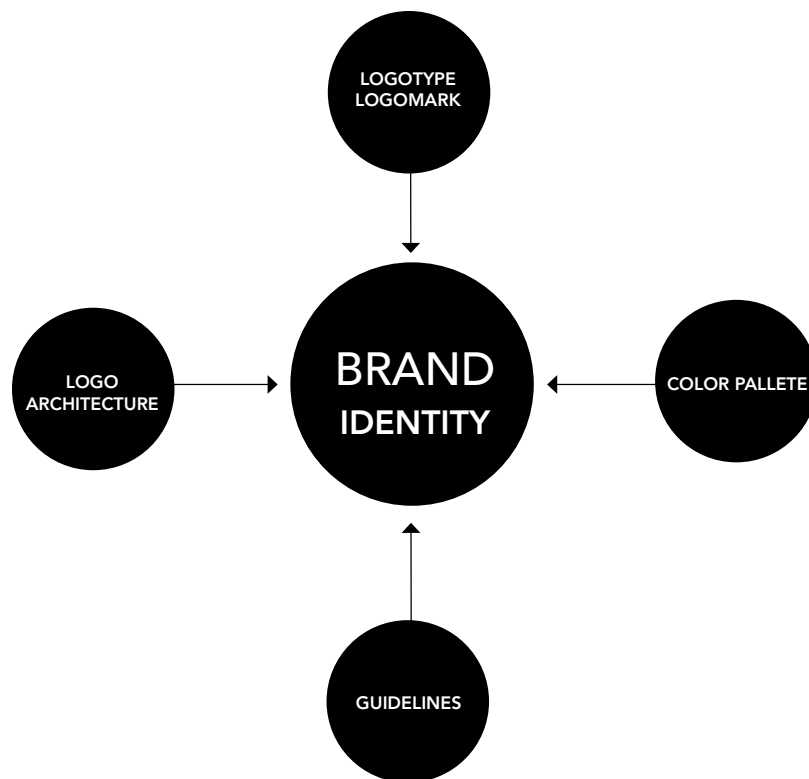 LOGOTYPE
LOGOMARK
LOGO
ARCHITECTURE
BRAND
IDENTITY
COLOR PALLETE
GUIDELINES